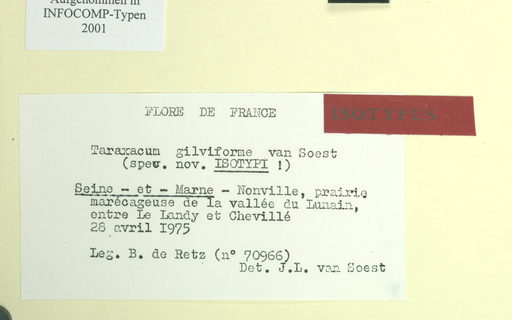 Aufgenommen in
INFOCOMP-Typen
2001
ISOTYPUS
FLORE DE FRANCE
Taraxacum gilviforme van Soest
(spec. nov. ISOTYPI !)
Seine - et - Marne - Nonville, prairie
marécageuse de la vallée du Lunain,
entre Le Landy et Chevillé
28 avril I975
Leg. B. de Retz (n° 70966)
Det. J.L. van Soest